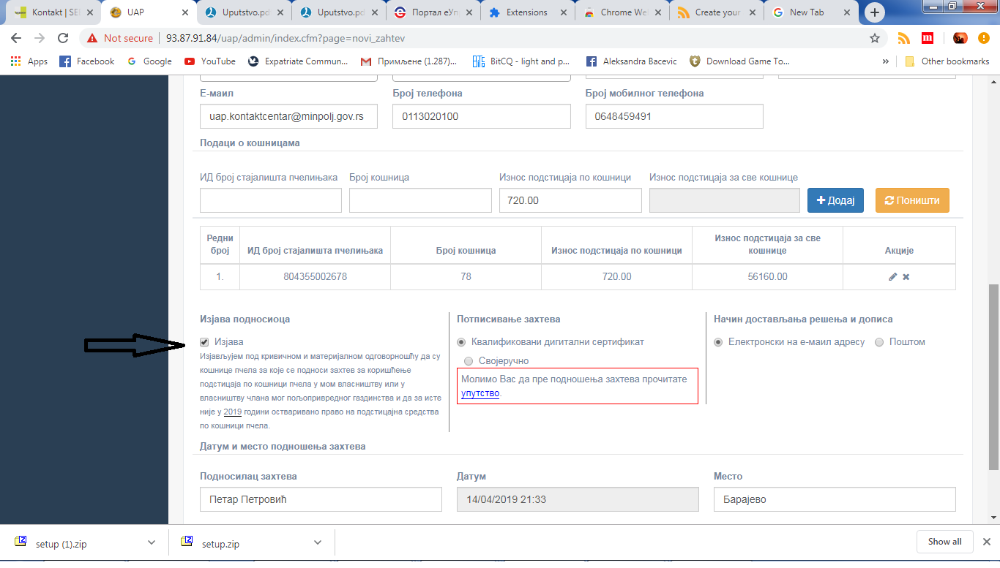 Kontakt | SE
UAP
Uputstvo.pd
Uputstvo.pd
Портал еУп
Extensions
Chrome We
Create your
New Tab
Not secure
93.87.91.84/uap/admin/index.cfm?page=novi_zahtev
Apps
Facebook
Google
YouTube
Expatriate Commun...
Примљене (1.287)...
BitCQ - light and p...
Aleksandra Bacevic
Download Game To...
»
Other bookmarks
Е-маил
Број телефона
Број мобилног телефона
uap.kontaktcentar@minpolj.gov.rs
0113020100
0648459491
Подаци о кошницама
ИД број стајалишта пчелињака
Број кошница
Износ подстицаја по кошници
Износ подстицаја за све кошнице
720.00
Додај
Поништи
Редни број
ИД број стајалишта пчелињака
Број кошница
Износ подстицаја по кошници
Износ подстицаја за све кошнице
Акције
1.
804355002678
78
720.00
56160.00
Изјава подносиоца
Изјава
Изјављујем под кривичном и материјалном одговорношћу да су
кошнице пчела за које се подноси захтев за коришћење
подстицаја по кошници пчела у мом власништву или у
власништву члана мог пољопривредног газдинства и да за исте
није у 2019 години остваривано право на подстицајна средства
по кошници пчела.
Потписивање захтева
Квалификовани дигитални сертификат
Својеручно
Молимо Вас да пре подношења захтева прочитате
упутство.
Начин достављања решења и дописа
Електронски на е-маил адресу
Поштом
Датум и место подношења захтева
Подносилац захтева
Датум
Место
Петар Петровић
14/04/2019 21:33
Барајево
setup (1).zip
setup.zip
Show all